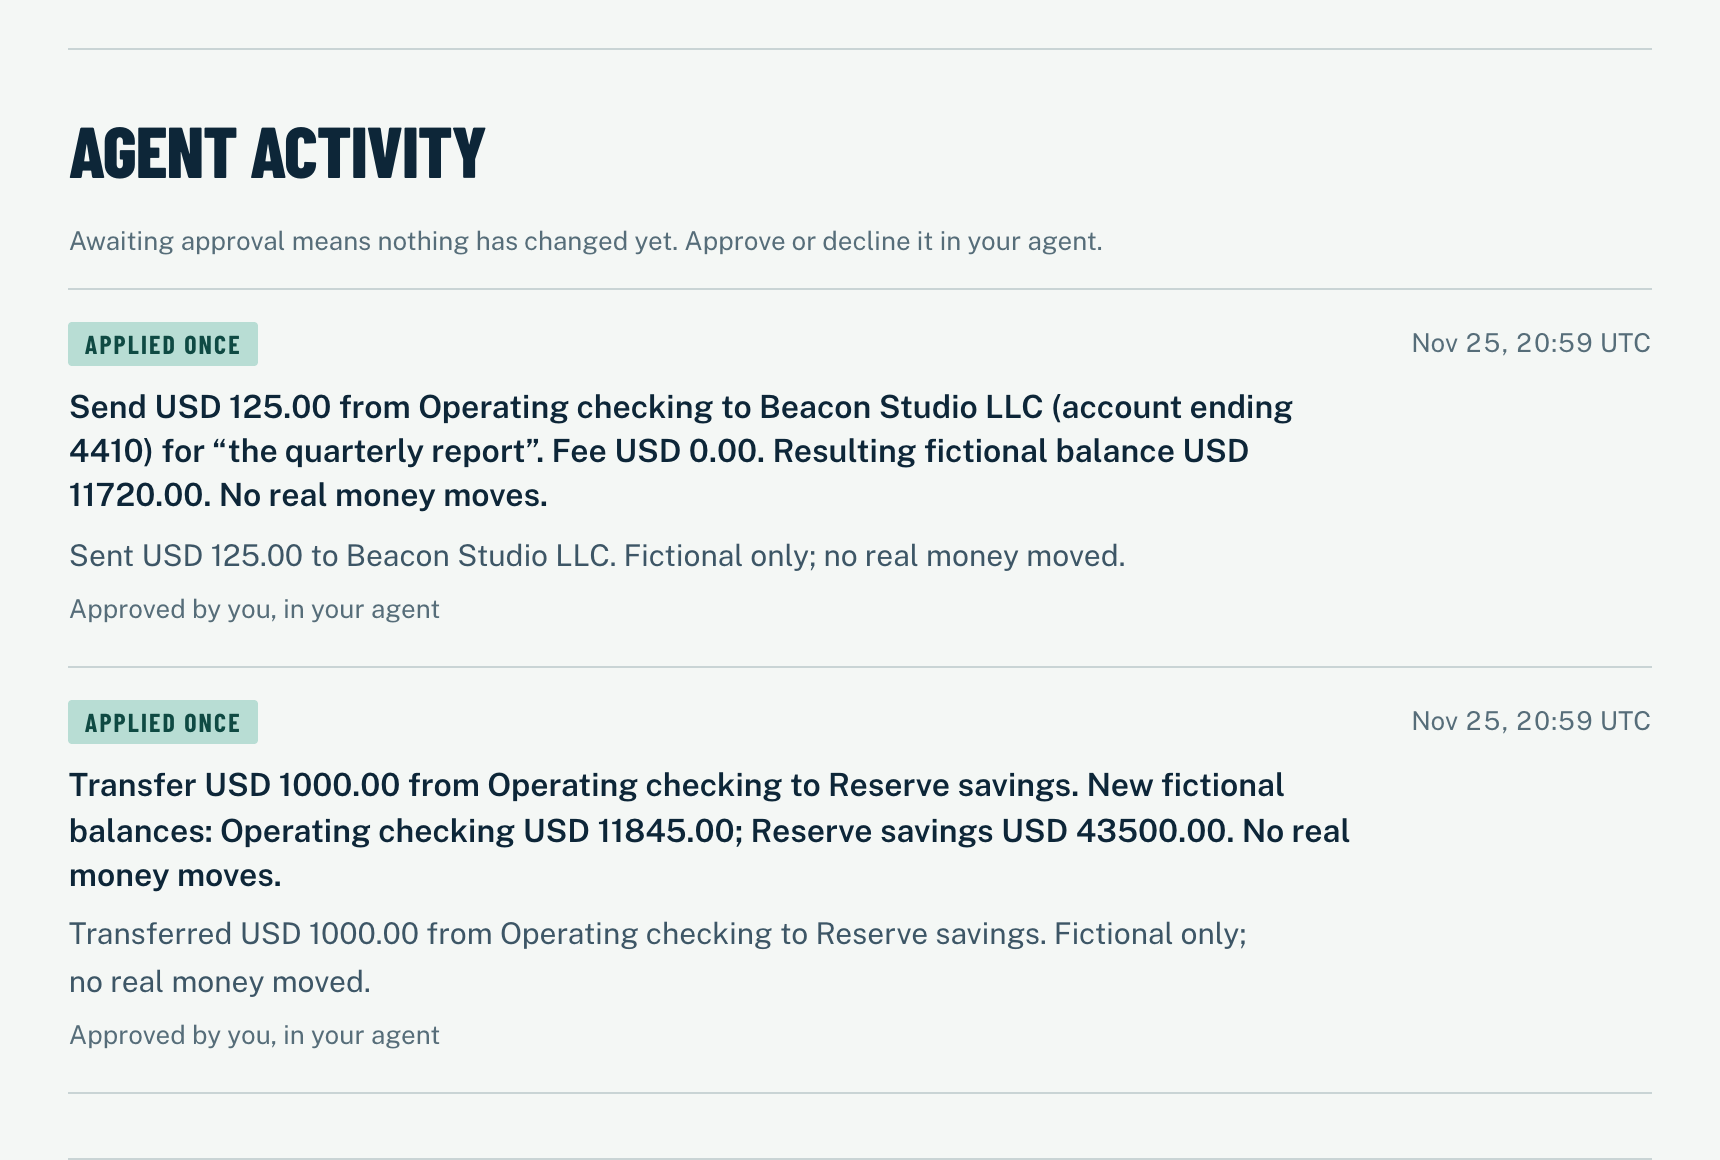 AGENT ACTIVITY
Awaiting approval means nothing has changed yet. Approve or decline it in your agent.
APPLIED ONCE
Nov 25, 20:59 UTC
Send USD 125.00 from Operating checking to Beacon Studio LLC (account ending
4410) for “the quarterly report”. Fee USD 0.00. Resulting fictional balance USD
11720.00. No real money moves.
Sent USD 125.00 to Beacon Studio LLC. Fictional only; no real money moved.
Approved by you, in your agent
APPLIED ONCE
Nov 25, 20:59 UTC
Transfer USD 1000.00 from Operating checking to Reserve savings. New fictional
balances: Operating checking USD 11845.00; Reserve savings USD 43500.00. No real
money moves.
Transferred USD 1000.00 from Operating checking to Reserve savings. Fictional only;
no real money moved.
Approved by you, in your agent